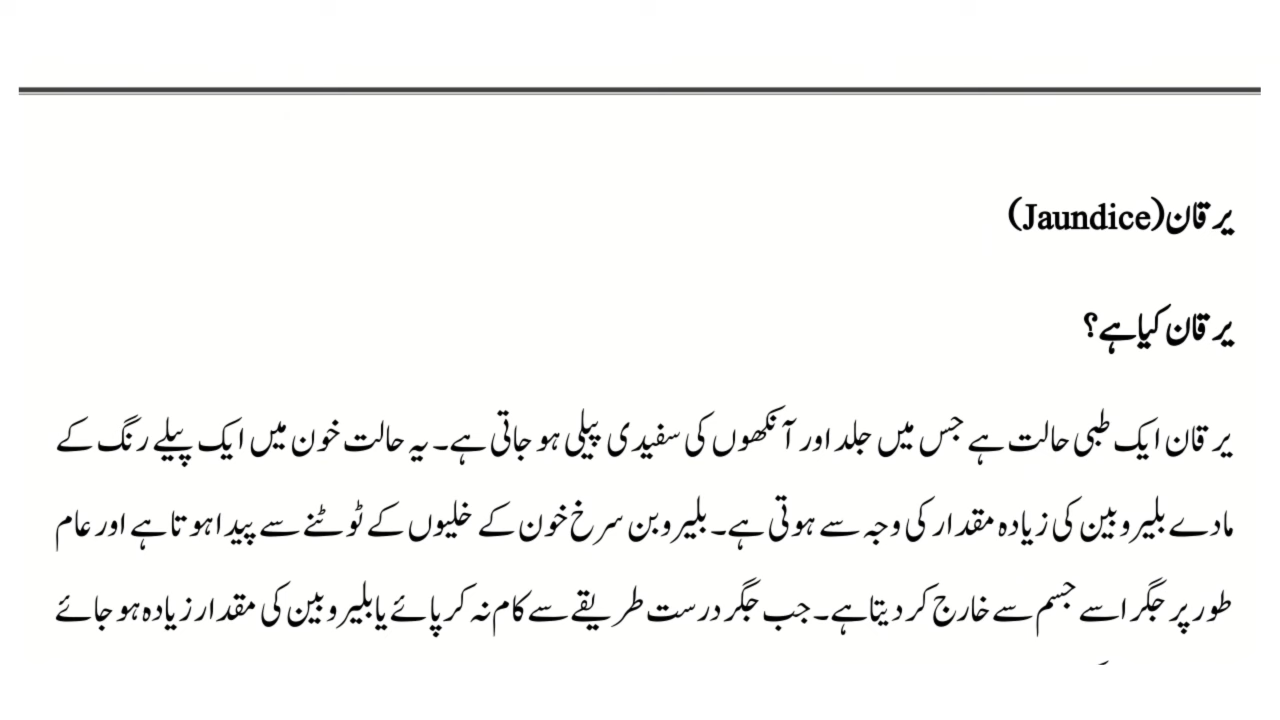 یرقان(Jaundice)
یرقان کیا ہے؟
یرقان ایک طبی حالت ہے جس میں جلد اور آنکھوں کی سفیدی پیلی ہو جاتی ہے۔ یہ حالت خون میں ایک پیلے رنگ کے
مادے بلیروبین کی زیادہ مقدار کی وجہ سے ہوتی ہے۔ بلیروبن سرخ خون کے خلیوں کے ٹوٹنے سے پیدا ہوتا ہے اور عام
طور پر جگر اسے جسم سے خارج کر دیتا ہے۔ جب جگر درست طریقے سے کام نہ کر پائے یا بلیروبین کی مقدار زیادہ ہو جائے